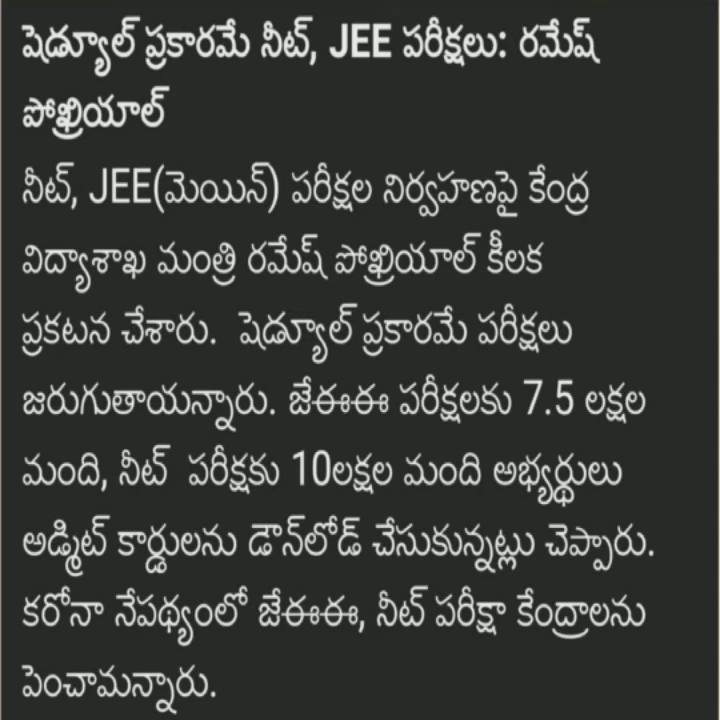 షెడ్యూల్ ప్రకారమే నీట్, JEE పరీక్షలు: రమేష్
పోఖ్రియాల్
నీట్, JEE(మెయిన్) పరీక్షల నిర్వహణపై కేంద్ర
విద్యాశాఖ మంత్రి రమేష్ పోఖ్రియాల్ కీలక
ప్రకటన చేశారు. షెడ్యూల్ ప్రకారమే పరీక్షలు
జరుగుతాయన్నారు. జేఈఈ పరీక్షలకు 7.5 లక్షల
మంది, నీట్ పరీక్షకు 10లక్షల మంది అభ్యర్థులు
అడ్మిట్ కార్డులను డౌన్‌లోడ్ చేసుకున్నట్లు చెప్పారు.
కరోనా నేపథ్యంలో జేఈఈ, నీట్ పరీక్షా కేంద్రాలను
పెంచామన్నారు.